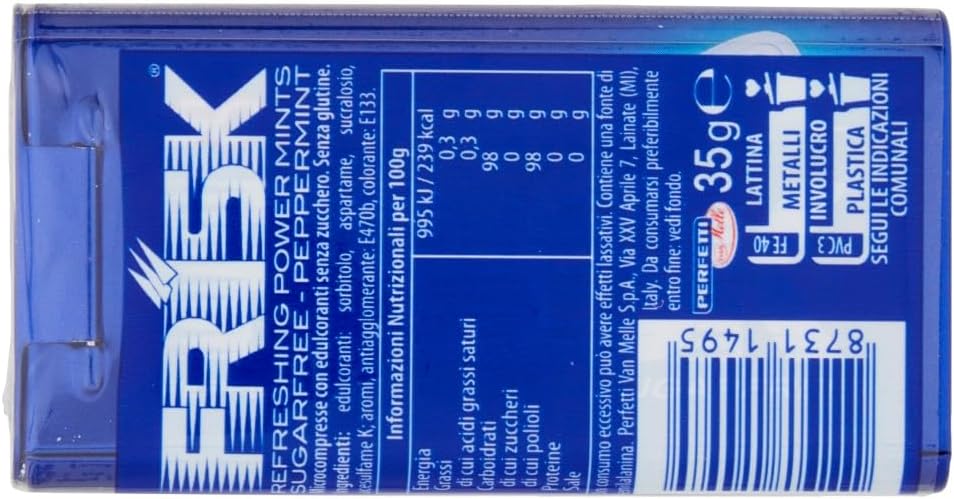 FRISK®
REFRESHING POWER MINTS
SUGARFREE - PEPPERMINT
Microcompresse con edulcoranti senza zucchero. Senza glutine.
Ingredienti: edulcoranti: sorbitolo, aspartame, sucralosio,
acesulfame K; aromi, antiagglomerante: E470b, colorante: E133.
Informazioni Nutrizionali per 100g
Energia 995 kJ / 239 kcal
Grassi 0,3 g
di cui acidi grassi saturi 0,3 g
Carboidrati 98 g
di cui zuccheri 0 g
di cui polioli 98 g
Proteine 0 g
Sale 0 g
Un consumo eccessivo può avere effetti lassativi. Contiene una fonte di
fenilalanina. Perfetti Van Melle S.p.A., Via XXV Aprile 7, Lainate (MI),
Italy. Da consumarsi preferibilmente
entro fine: vedi fondo.
PERFETTI
van Melle
35g e
LATTINA
FE 40
METALLI
INVOLUCRO
PVC3
PLASTICA
SEGUI LE INDICAZIONI
COMUNALI
8731 1495